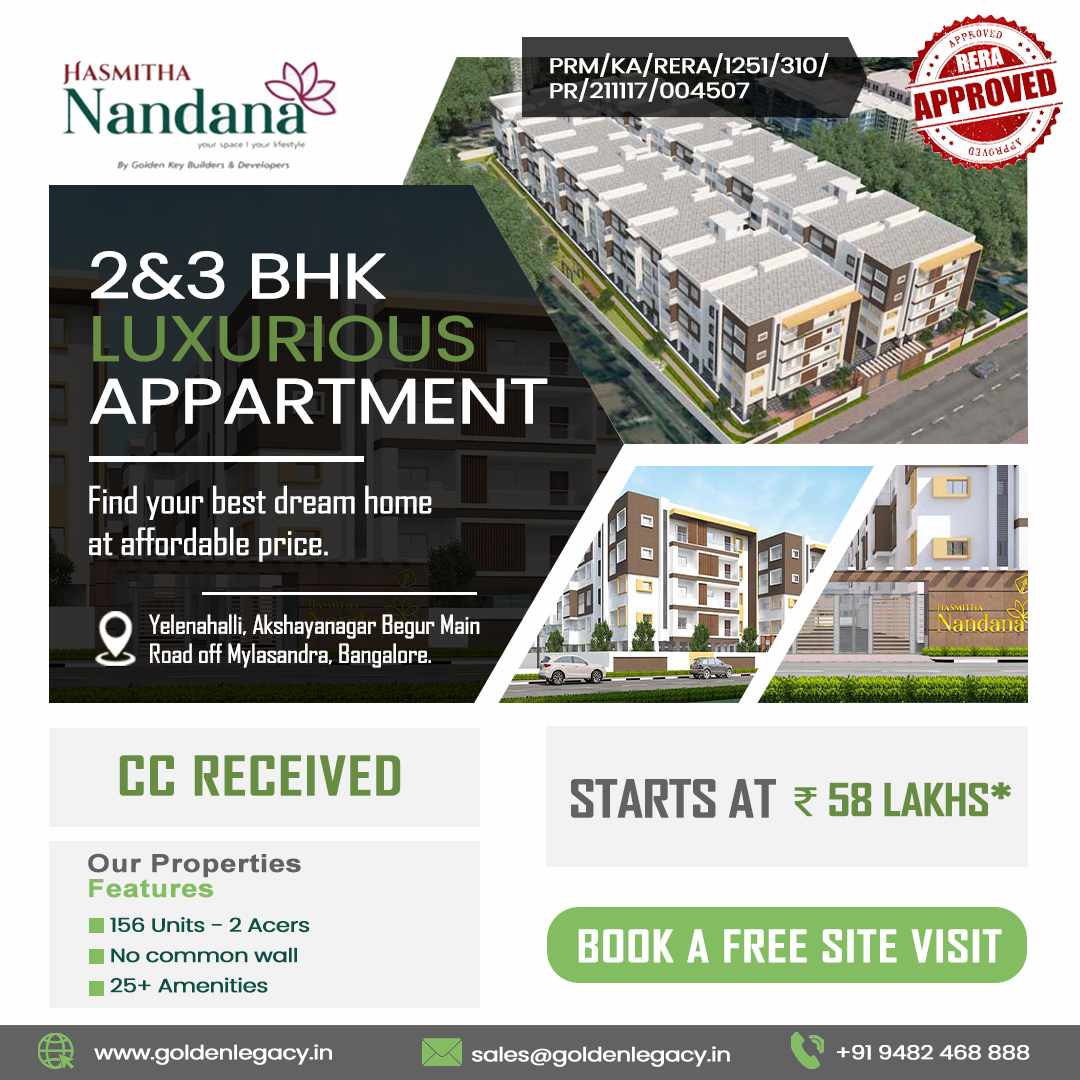 HASMITHA
Nandana
your space | your lifestyle
By Golden Key Builders & Developers
PRM/KA/RERA/1251/310/
PR/211117/004507
APPROVED
RERA
APPROVED
APPROVED
2&3 BHK
LUXURIOUS
APPARTMENT
Find your best dream home
at affordable price.
Yelenahalli, Akshayanagar Begur Main
Road off Mylasandra, Bangalore.
HASMITHA
Nandana
CC RECEIVED
STARTS AT ₹ 58 LAKHS*
Our Properties
Features
156 Units - 2 Acers
No common wall
25+ Amenities
BOOK A FREE SITE VISIT
www.goldenlegacy.in
sales@goldenlegacy.in
+91 9482 468 888